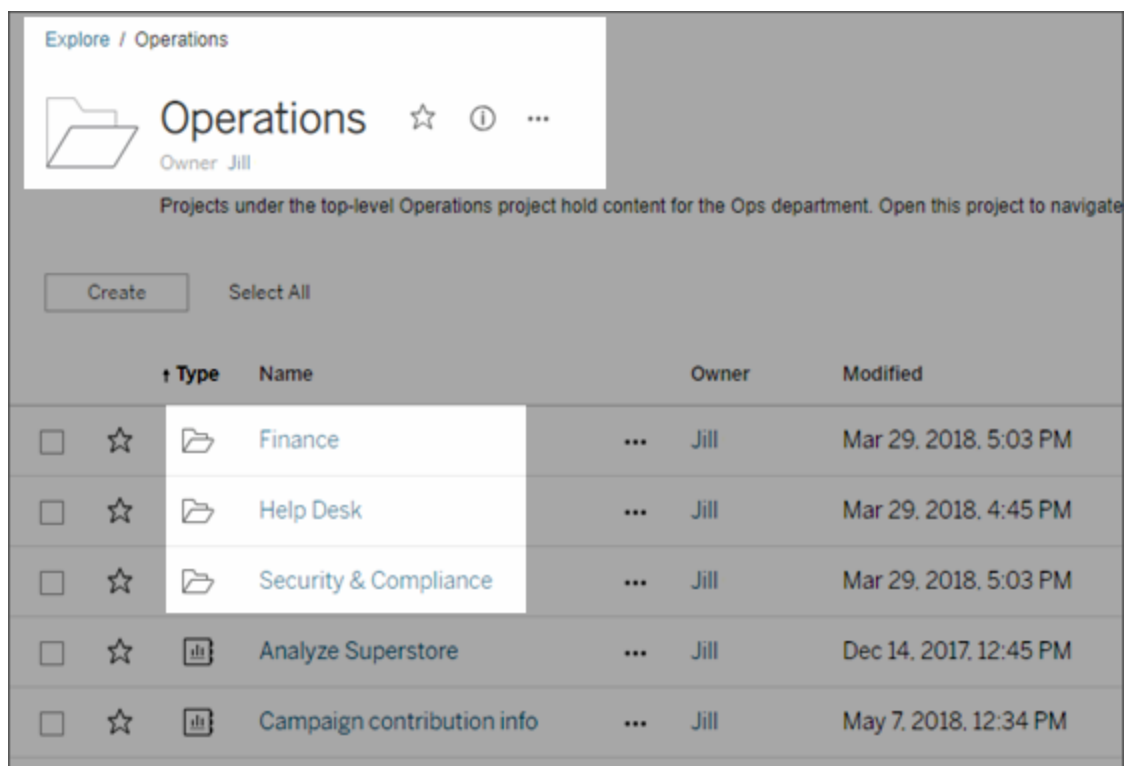 Explore / Operations
Operations
Owner Jill
Projects under the top-level Operations project hold content for the Ops department. Open this project to navigate
Create Select All
↑ Type Name Owner Modified
Finance ••• Jill Mar 29, 2018, 5:03 PM
Help Desk ••• Jill Mar 29, 2018, 4:45 PM
Security & Compliance ••• Jill Mar 29, 2018, 5:03 PM
Analyze Superstore ••• Jill Dec 14, 2017, 12:45 PM
Campaign contribution info ••• Jill May 7, 2018, 12:34 PM